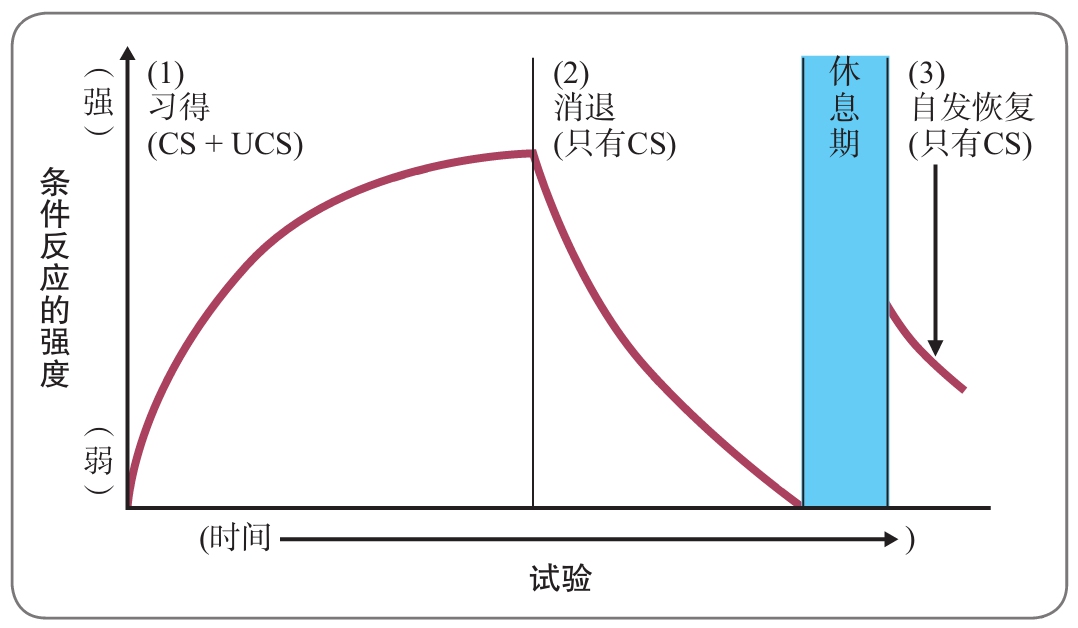 (强)
条件反应的强度
(弱)
(1)
习得
(CS + UCS)
(2)
消退
(只有CS)
休息期
(3)
自发恢复
(只有CS)
(时间 )
试验